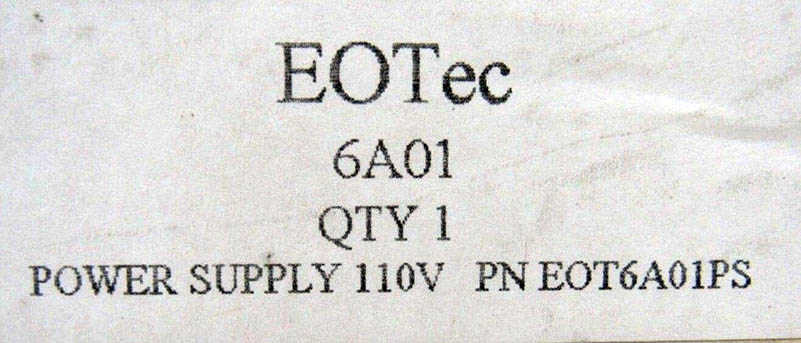 EOTec
6A01
QTY 1
POWER SUPPLY 110V PN EOT6A01PS